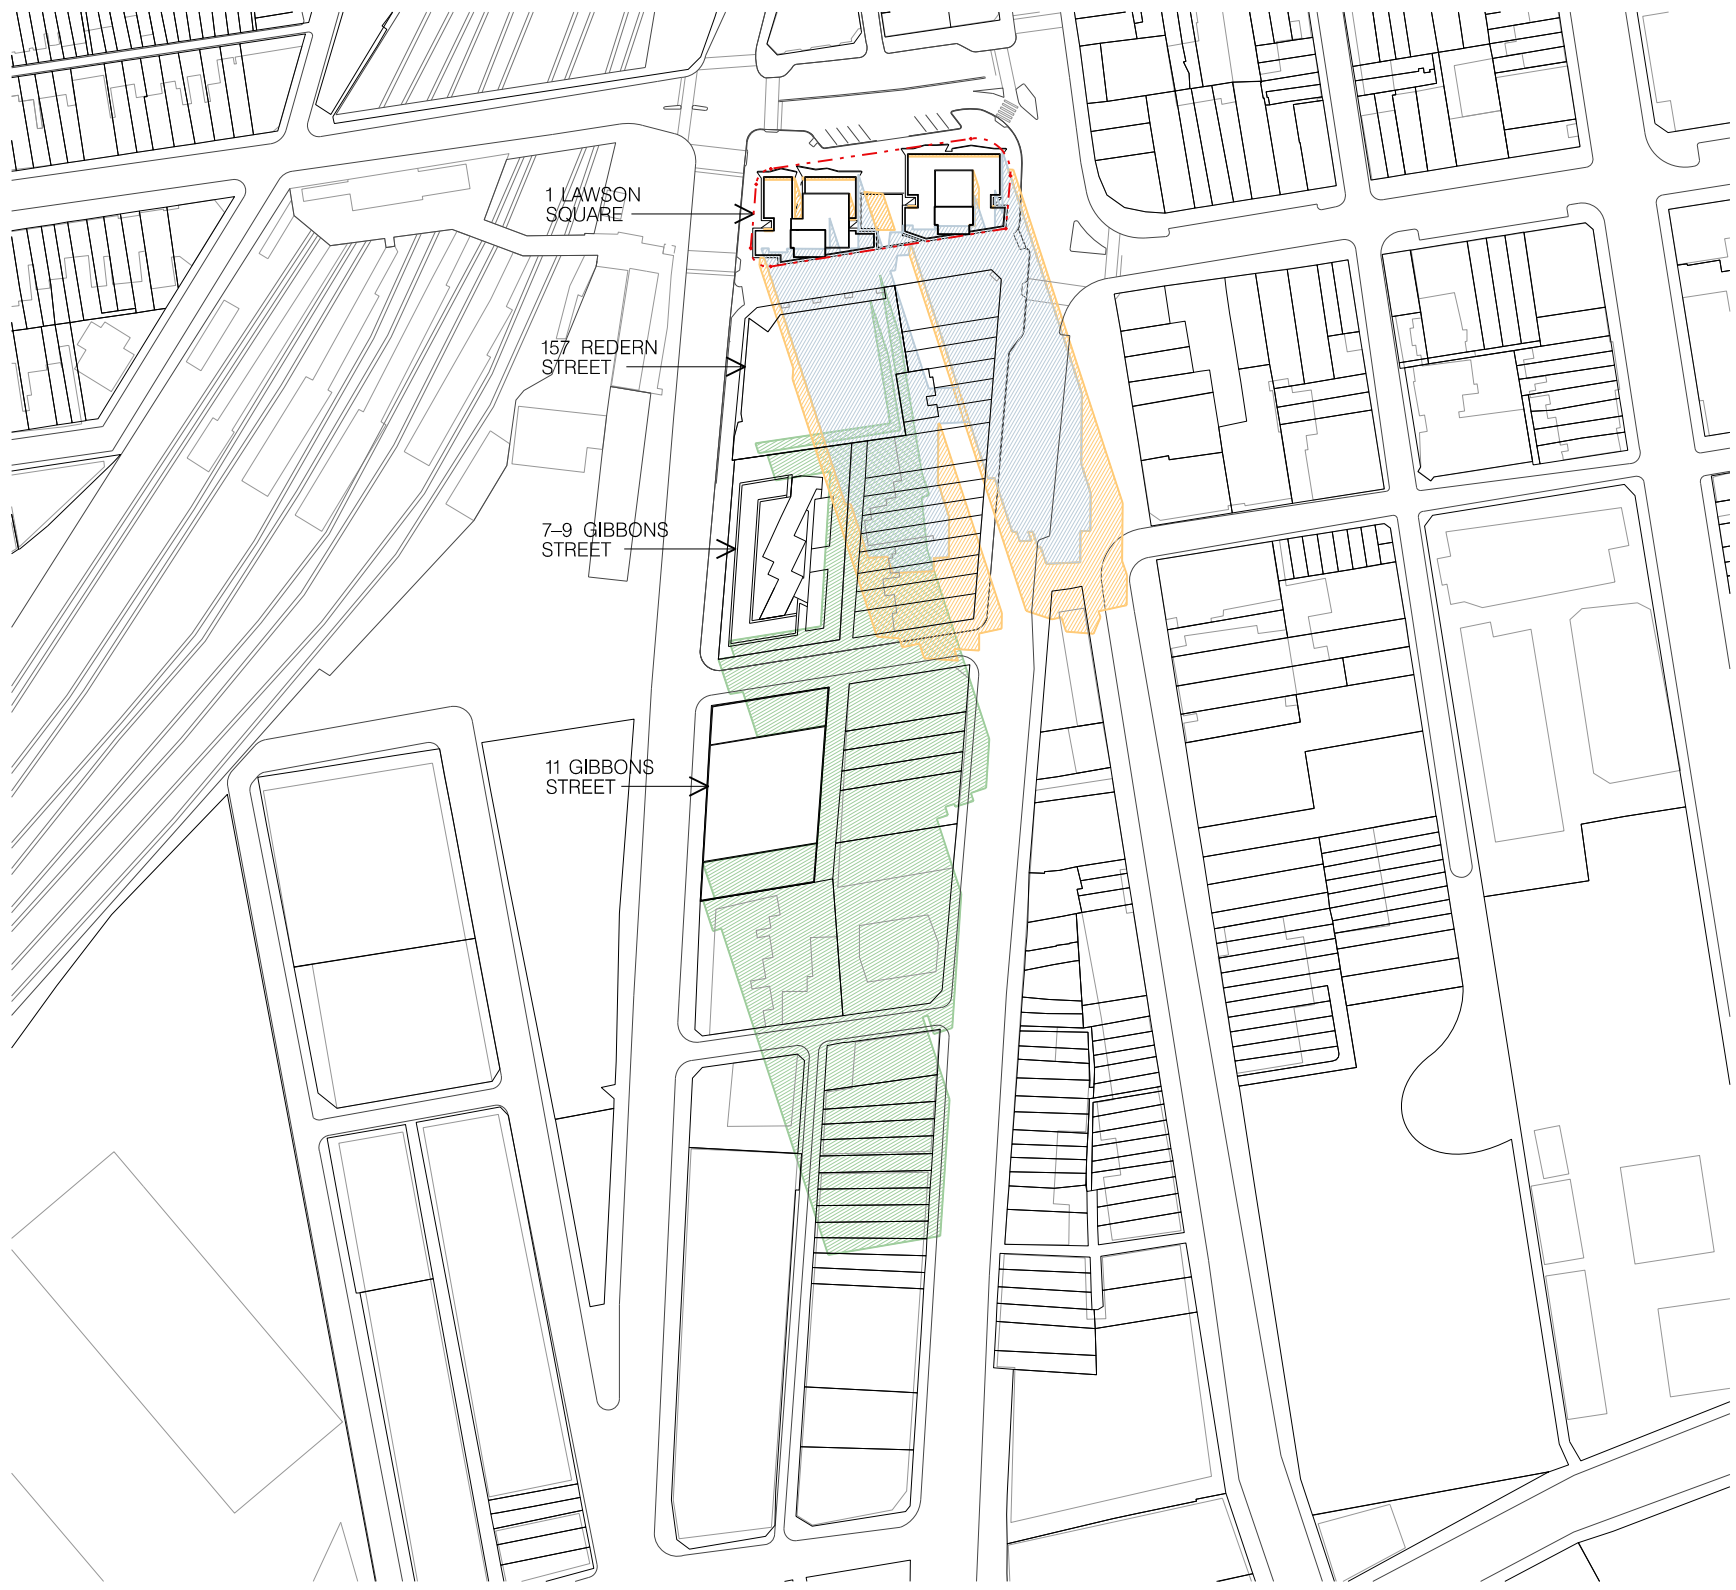 1 LAWSON
SQUARE
157 REDERN
STREET
7–9 GIBBONS
STREET
11 GIBBONS
STREET